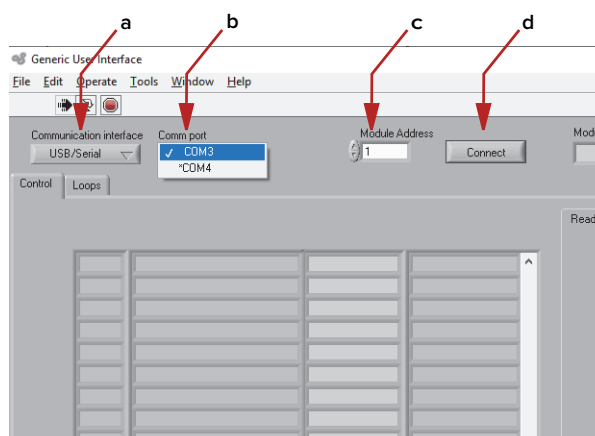 a b c d
Generic User Interface
File Edit Operate Tools Window Help
Communication interface Comm port Module Address
USB/Serial ✓ COM3 1 Connect
*COM4
Control Loops
Read